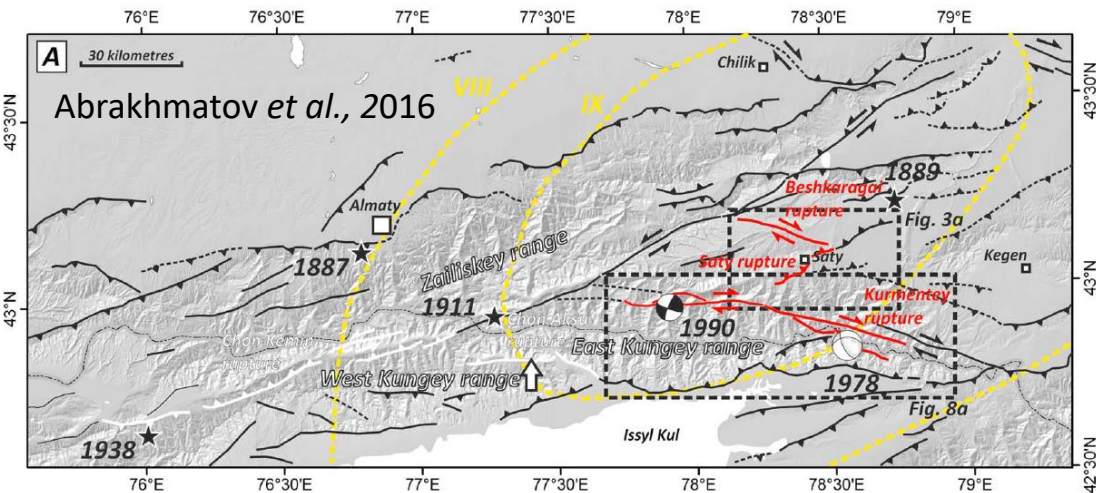 76°E
76°30'E
77°E
77°30'E
78°E
78°30'E
79°E
A
30 kilometres
Abrakhmatov et al., 2016
VIII
IX
Chilik
43°30'N
43°30'N
1889
Beshkaragai
rupture
Almaty
Fig. 3a
1887
Zailiskey range
Saty rupture
Saty
Kegen
43°N
43°N
1911
Chon Aksu
rupture
Kurmentey
rupture
1990
Chon Kemin
rupture
East Kungey range
West Kungey range
1978
Fig. 8a
1938
Issyl Kul
42°30'N
76°E
76°30'E
77°E
77°30'E
78°E
78°30'E
79°E